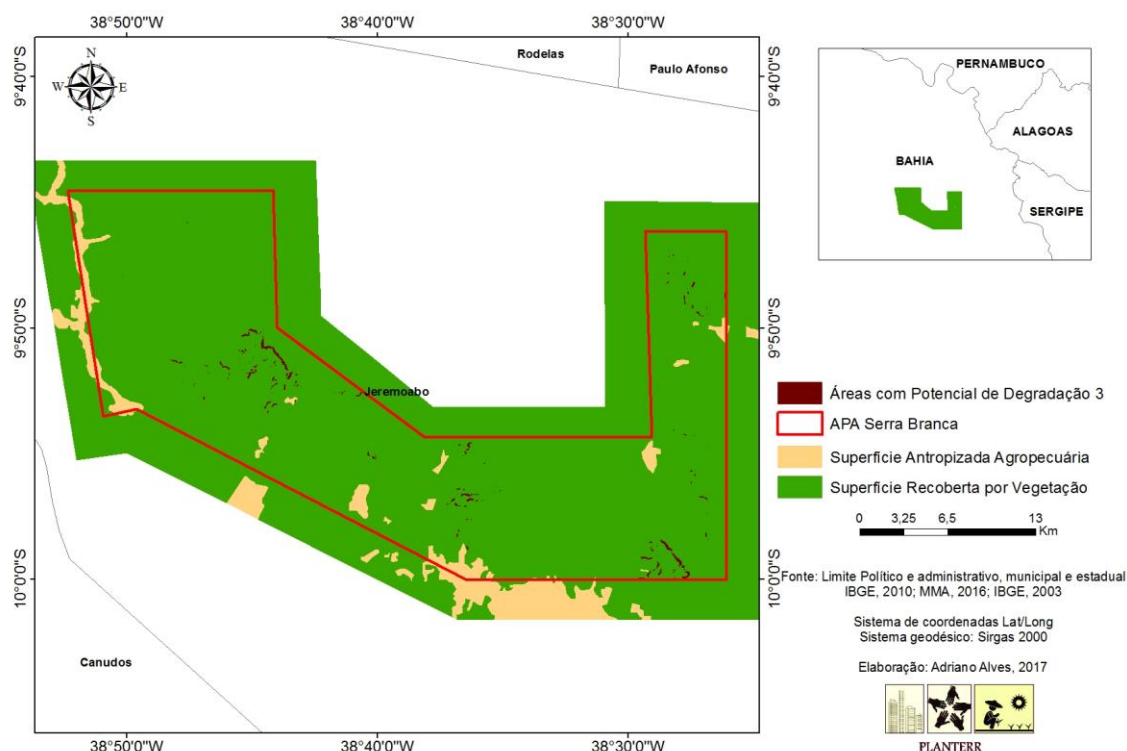 38°50'0"W
38°40'0"W
38°30'0"W
9°40'0"S
9°40'0"S
N
W
E
S
Rodelas
Paulo Afonso
PERNAMBUCO
ALAGOAS
BAHIA
SERGIPE
9°50'0"S
9°50'0"S
Jeremoabo
Áreas com Potencial de Degradação 3
APA Serra Branca
Superfície Antropizada Agropecuária
Superfície Recoberta por Vegetação
0 3,25 6,5 13
Km
10°0'0"S
10°0'0"S
Fonte: Limite Político e administrativo, municipal e estadual
IBGE, 2010; MMA, 2016; IBGE, 2003
Sistema de coordenadas Lat/Long
Sistema geodésico: Sirgas 2000
Elaboração: Adriano Alves, 2017
PLANTERR
Canudos
38°50'0"W
38°40'0"W
38°30'0"W